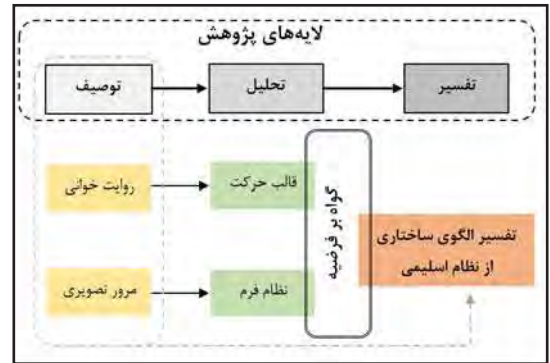 لایه‌های پژوهش
توصیف
تحلیل
تفسیر
روایت خوانی
قالب حرکت
گواه بر فرضیه
تفسیر الگوی ساختاری
از نظام اسلیمی
مرور تصویری
نظام فرم